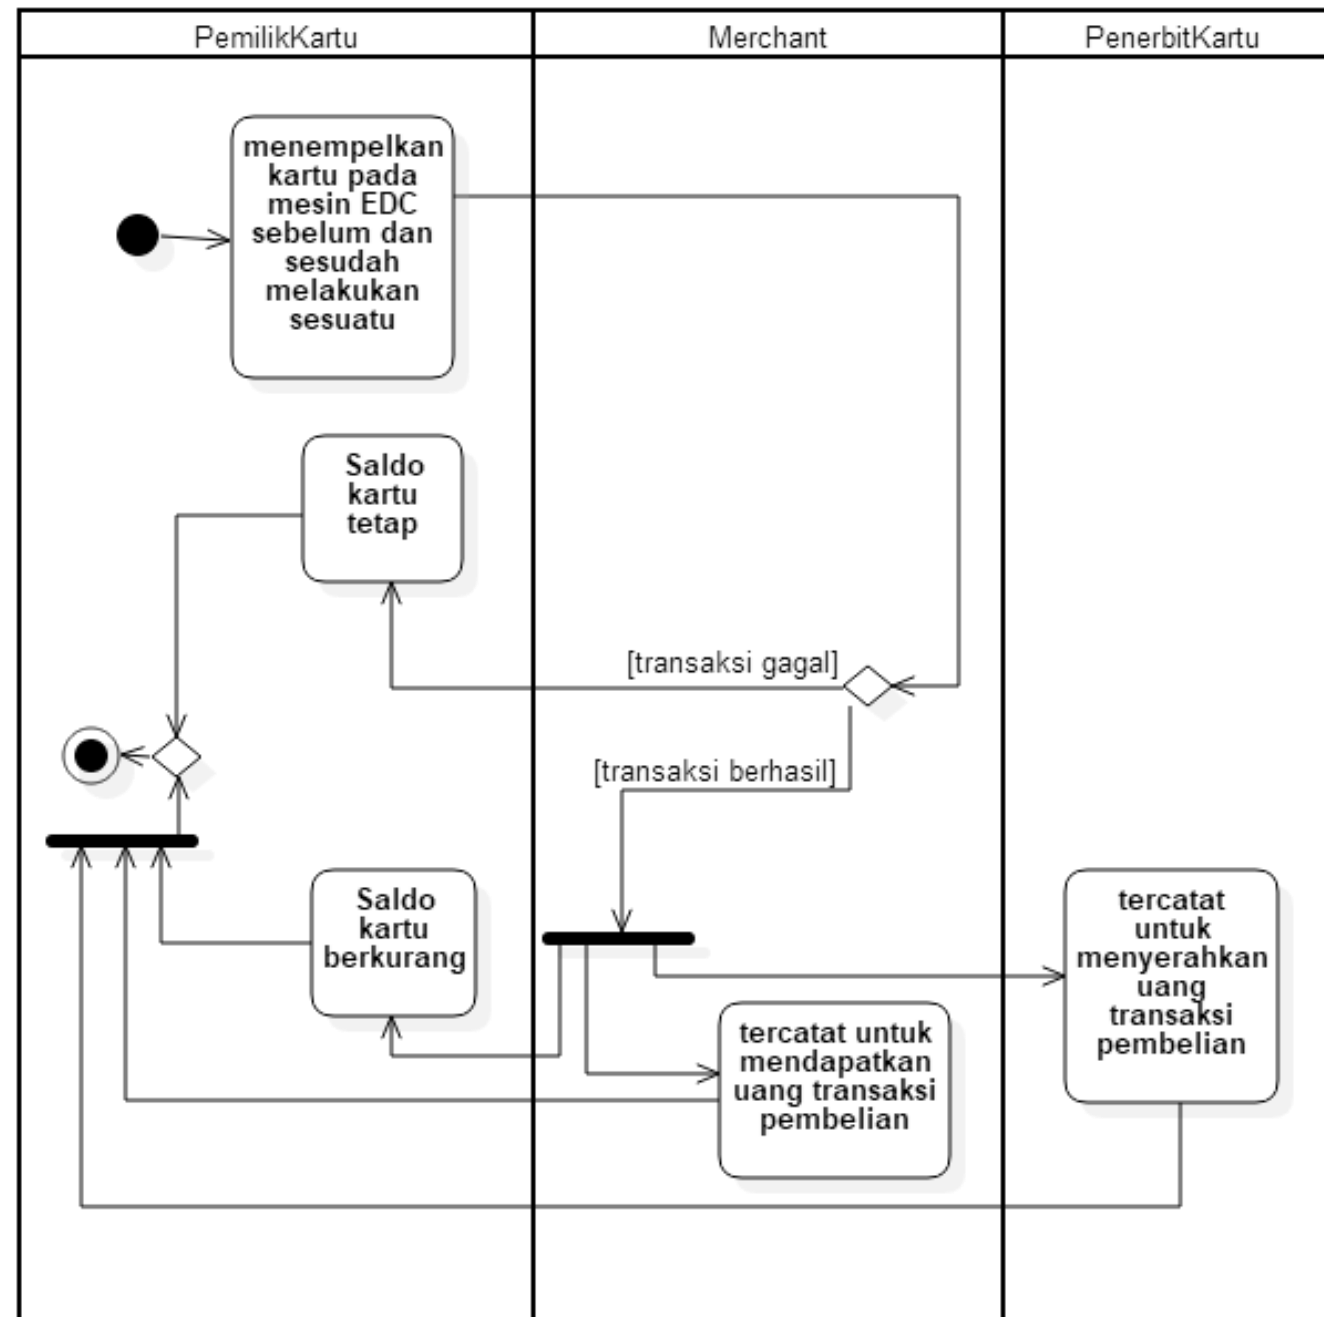 PemilikKartu
Merchant
PenerbitKartu
menempelkan
kartu pada
mesin EDC
sebelum dan
sesudah
melakukan
sesuatu
Saldo
kartu
tetap
[transaksi gagal]
[transaksi berhasil]
Saldo
kartu
berkurang
tercatat untuk
mendapatkan
uang transaksi
pembelian
tercatat
untuk
menyerahkan
uang
transaksi
pembelian